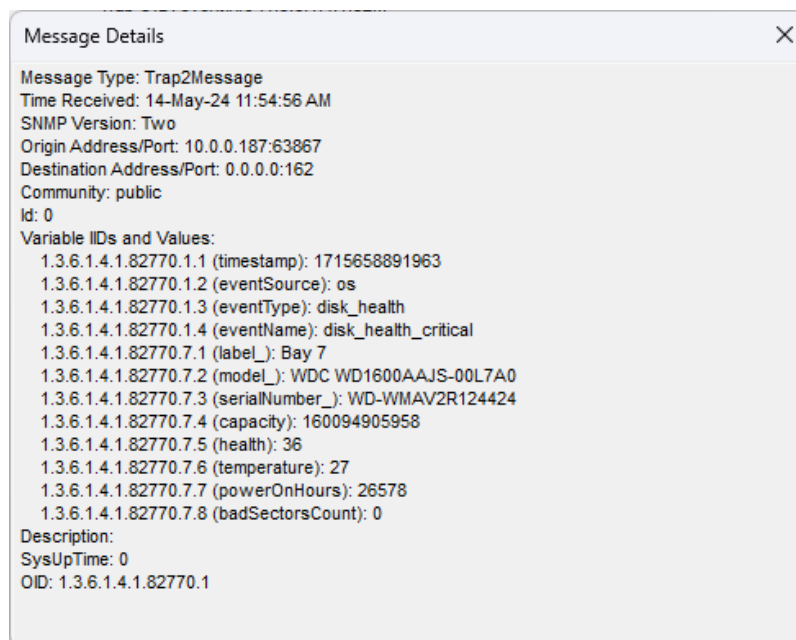 Message Details
Message Type: Trap2Message
Time Received: 14-May-24 11:54:56 AM
SNMP Version: Two
Origin Address/Port: 10.0.0.187:63867
Destination Address/Port: 0.0.0.0:162
Community: public
Id: 0
Variable IIDs and Values:
1.3.6.1.4.1.82770.1.1 (timestamp): 1715658891963
1.3.6.1.4.1.82770.1.2 (eventSource): os
1.3.6.1.4.1.82770.1.3 (eventType): disk_health
1.3.6.1.4.1.82770.1.4 (eventName): disk_health_critical
1.3.6.1.4.1.82770.7.1 (label_): Bay 7
1.3.6.1.4.1.82770.7.2 (model_): WDC WD1600AAJS-00L7A0
1.3.6.1.4.1.82770.7.3 (serialNumber_): WD-WMAV2R124424
1.3.6.1.4.1.82770.7.4 (capacity): 160094905958
1.3.6.1.4.1.82770.7.5 (health): 36
1.3.6.1.4.1.82770.7.6 (temperature): 27
1.3.6.1.4.1.82770.7.7 (powerOnHours): 26578
1.3.6.1.4.1.82770.7.8 (badSectorsCount): 0
Description:
SysUpTime: 0
OID: 1.3.6.1.4.1.82770.1